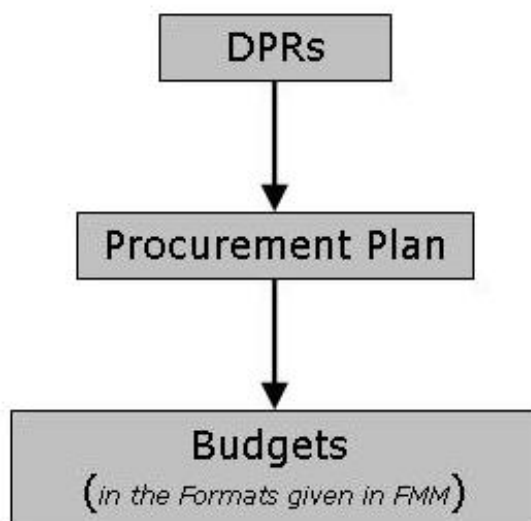 DPRs
Procurement Plan
Budgets
(in the Formats given in FMM)